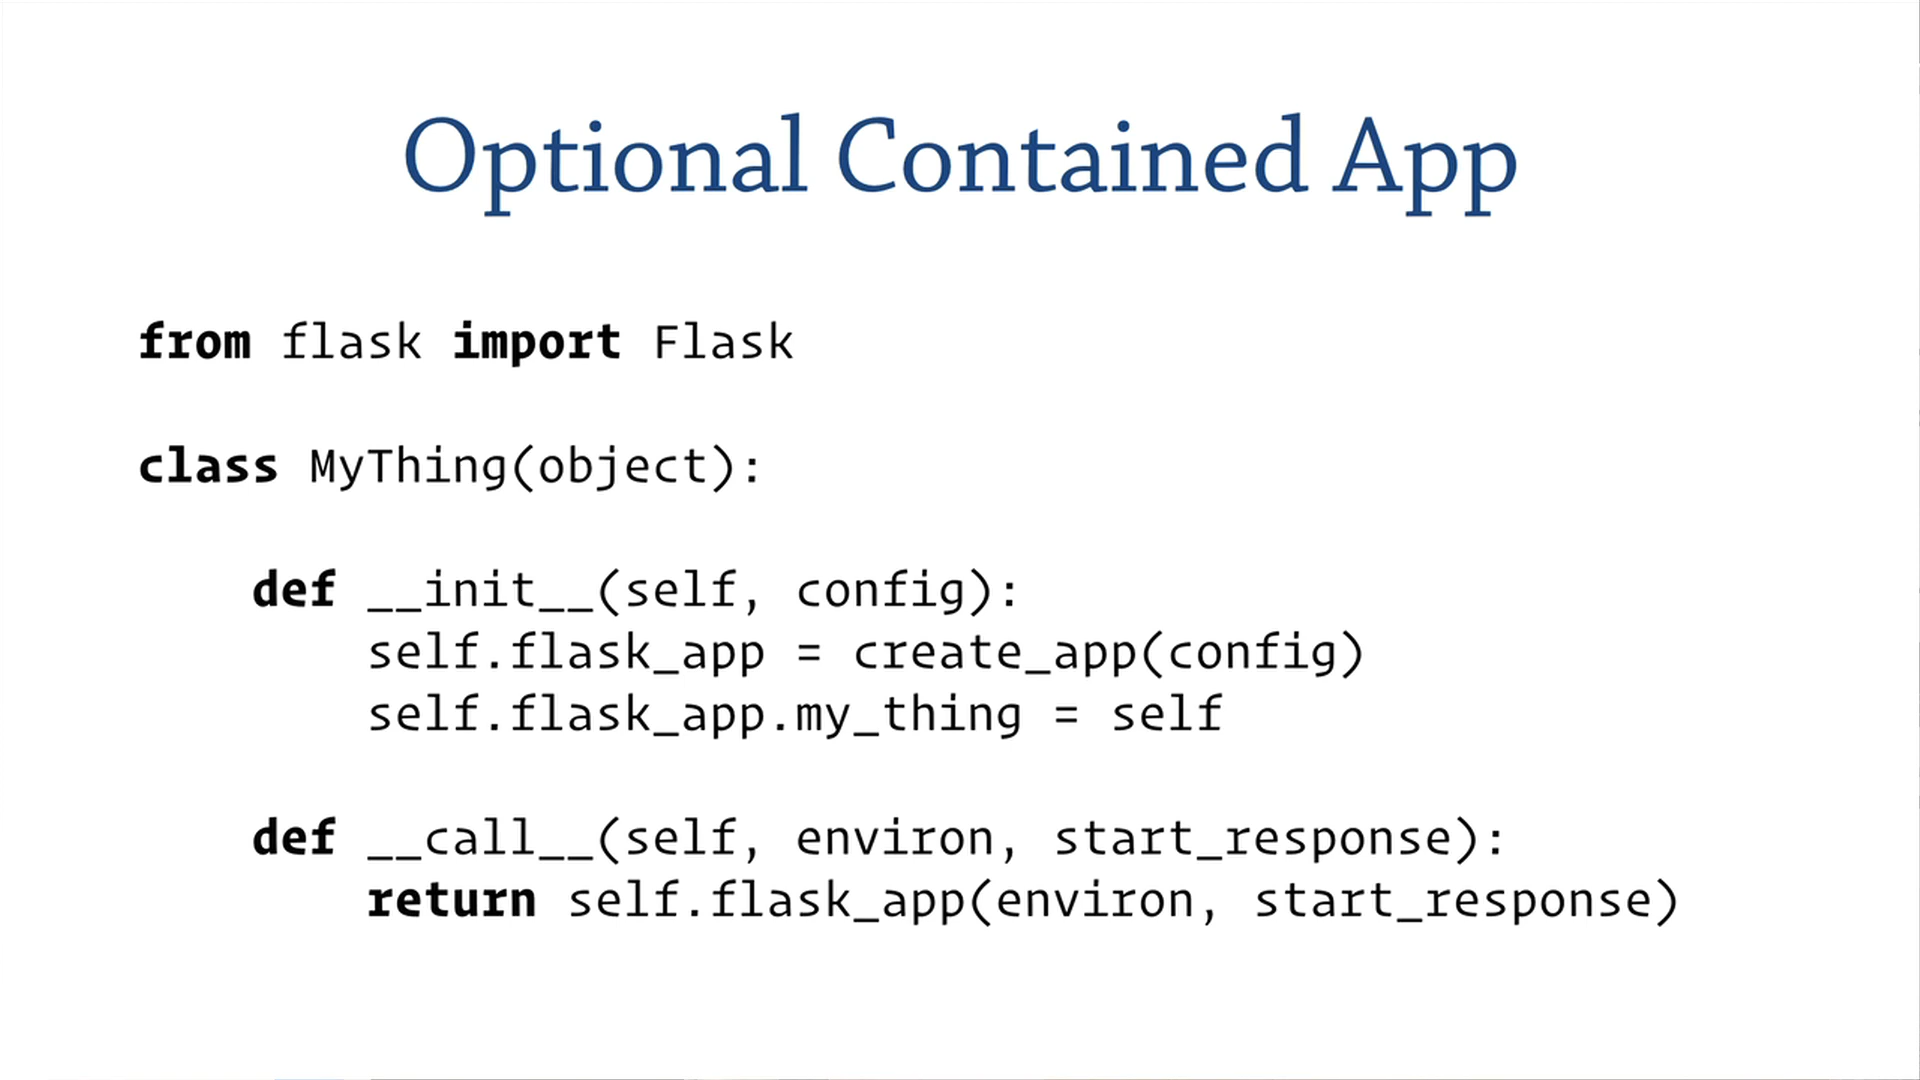 Optional Contained App
from flask import Flask
class MyThing(object):
def __init__(self, config):
self.flask_app = create_app(config)
self.flask_app.my_thing = self
def __call__(self, environ, start_response):
return self.flask_app(environ, start_response)